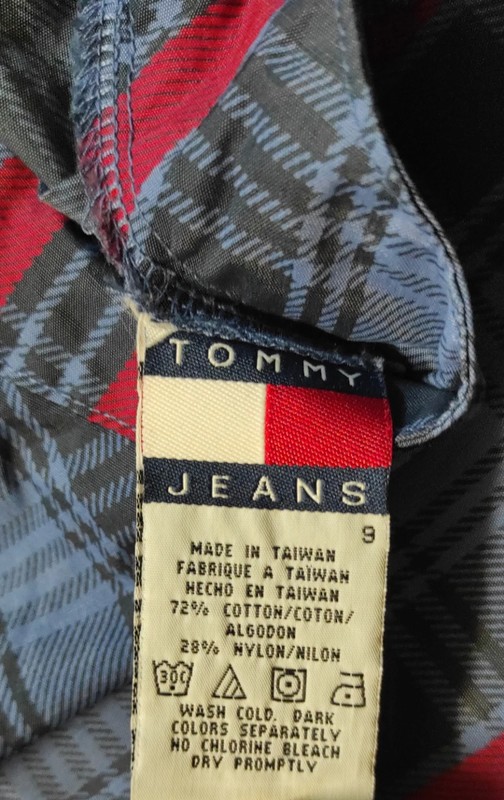 TOMMY
JEANS
9
MADE IN TAIWAN
FABRIQUE A TAIWAN
HECHO EN TAIWAN
72% COTTON/COTON/
ALGODON
28% NYLON/NILON
30C
WASH COLD. DARK
COLORS SEPARATELY
NO CHLORINE BLEACH
DRY PROMPTLY